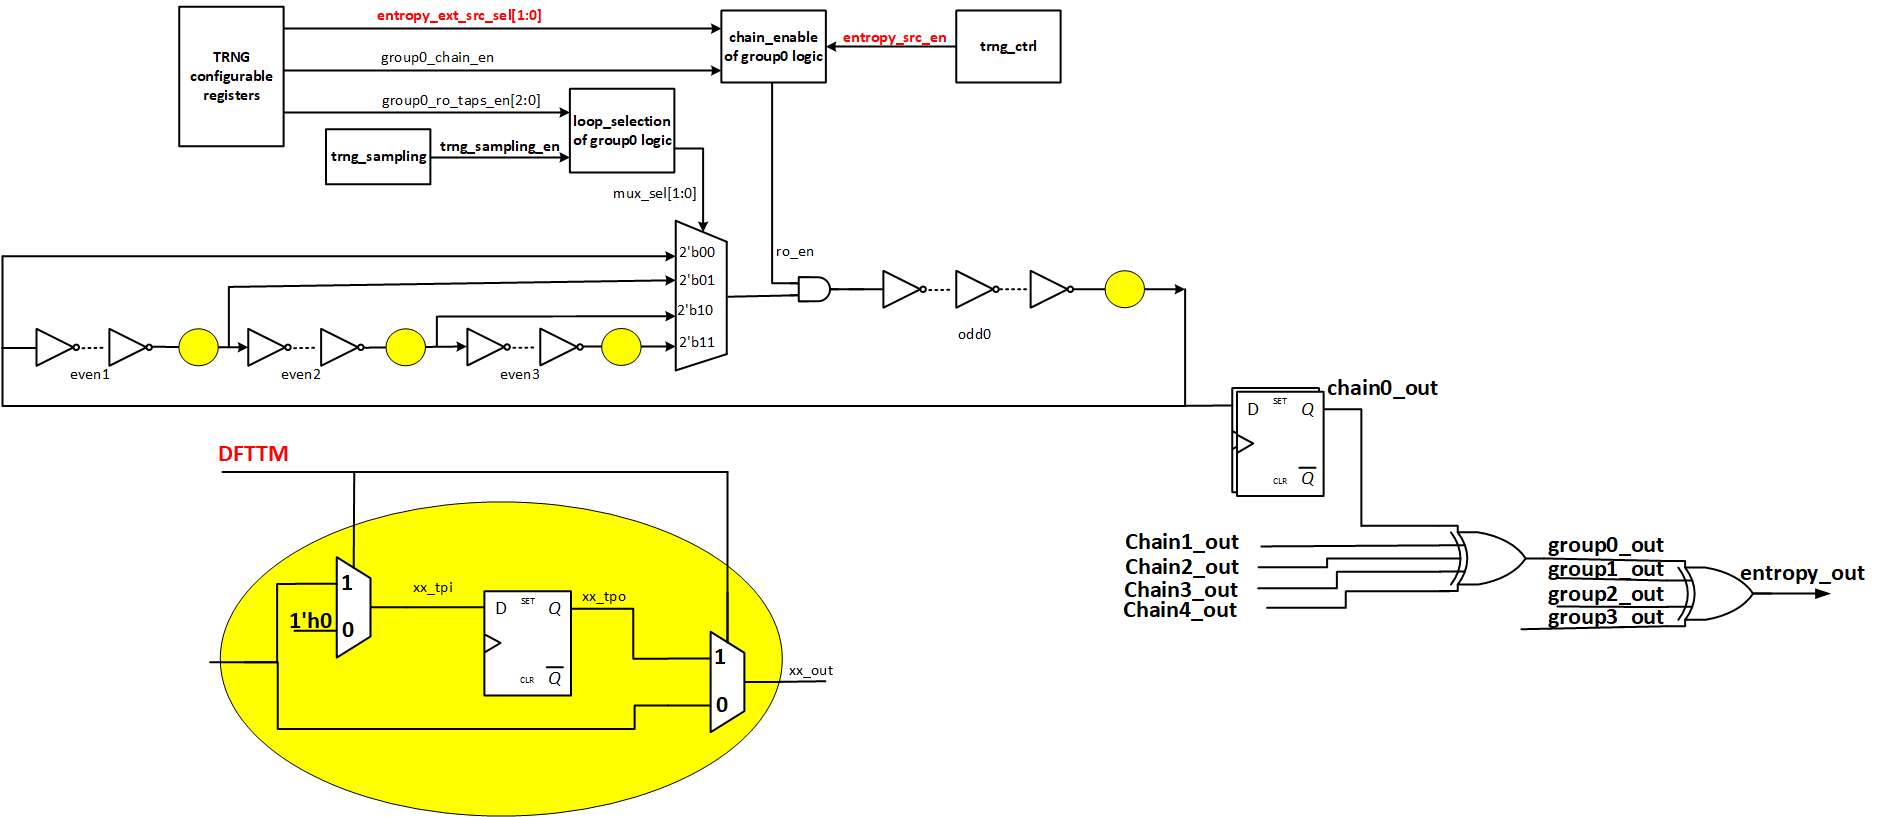 entropy_ext_src_sel[1:0]
TRNG
configurable
registers
group0_chain_en
chain_enable
of group0 logic
entropy_src_en
trng_ctrl
group0_ro_taps_en[2:0]
loop_selection
of group0 logic
trng_sampling
trng_sampling_en
mux_sel[1:0]
2'b00
2'b01
2'b10
2'b11
ro_en
odd0
even1
even2
even3
chain0_out
D
SET
Q
CLR
Q
DFTTM
1
1'h0
0
xx_tpi
D
SET
Q
CLR
Q
xx_tpo
1
0
xx_out
Chain1_out
Chain2_out
Chain3_out
Chain4_out
group0_out
group1_out
group2_out
group3_out
entropy_out